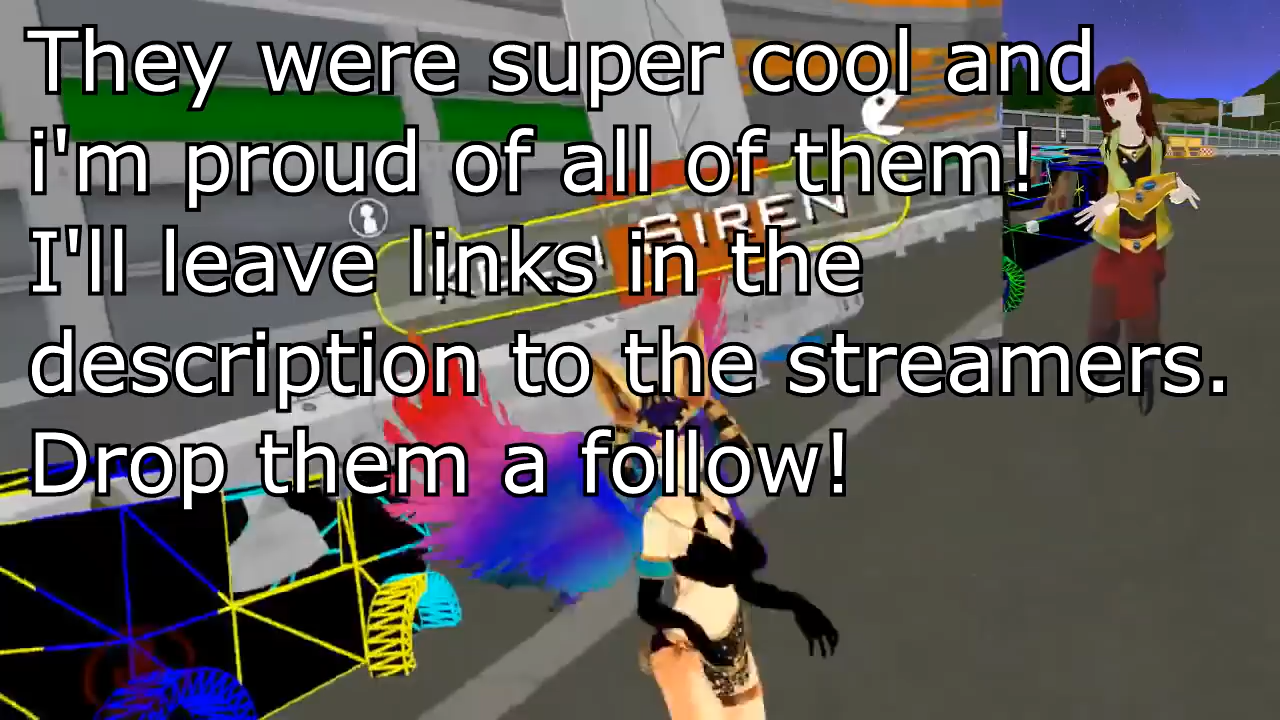 They were super cool and
i'm proud of all of them!
SIREN
I'll leave links in the
description to the streamers.
Drop them a follow!